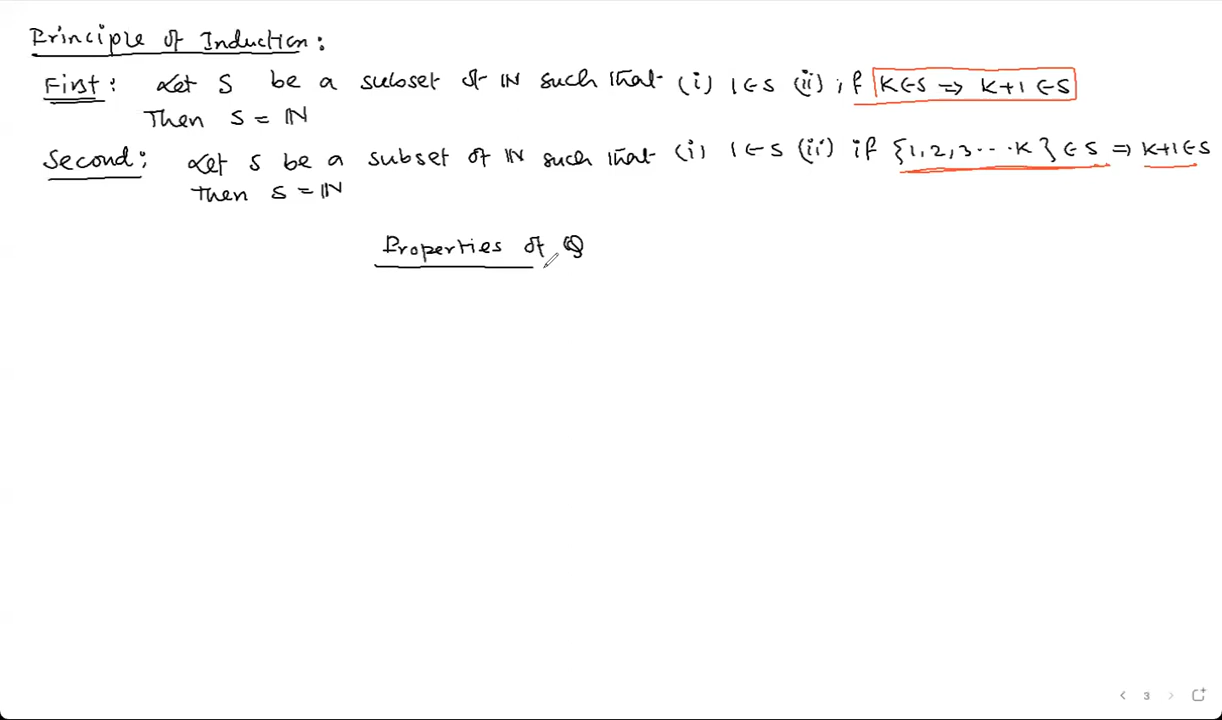 Principle of Induction:
First: Let S be a subset of ℕ such that (i) 1∈S (ii) if K∈S ⇒ K+1∈S
Then S = ℕ
Second: Let S be a subset of ℕ such that (i) 1∈S (ii) if {1,2,3...K}∈S ⇒ K+1∈S
Then S = ℕ
Properties of ℚ
3